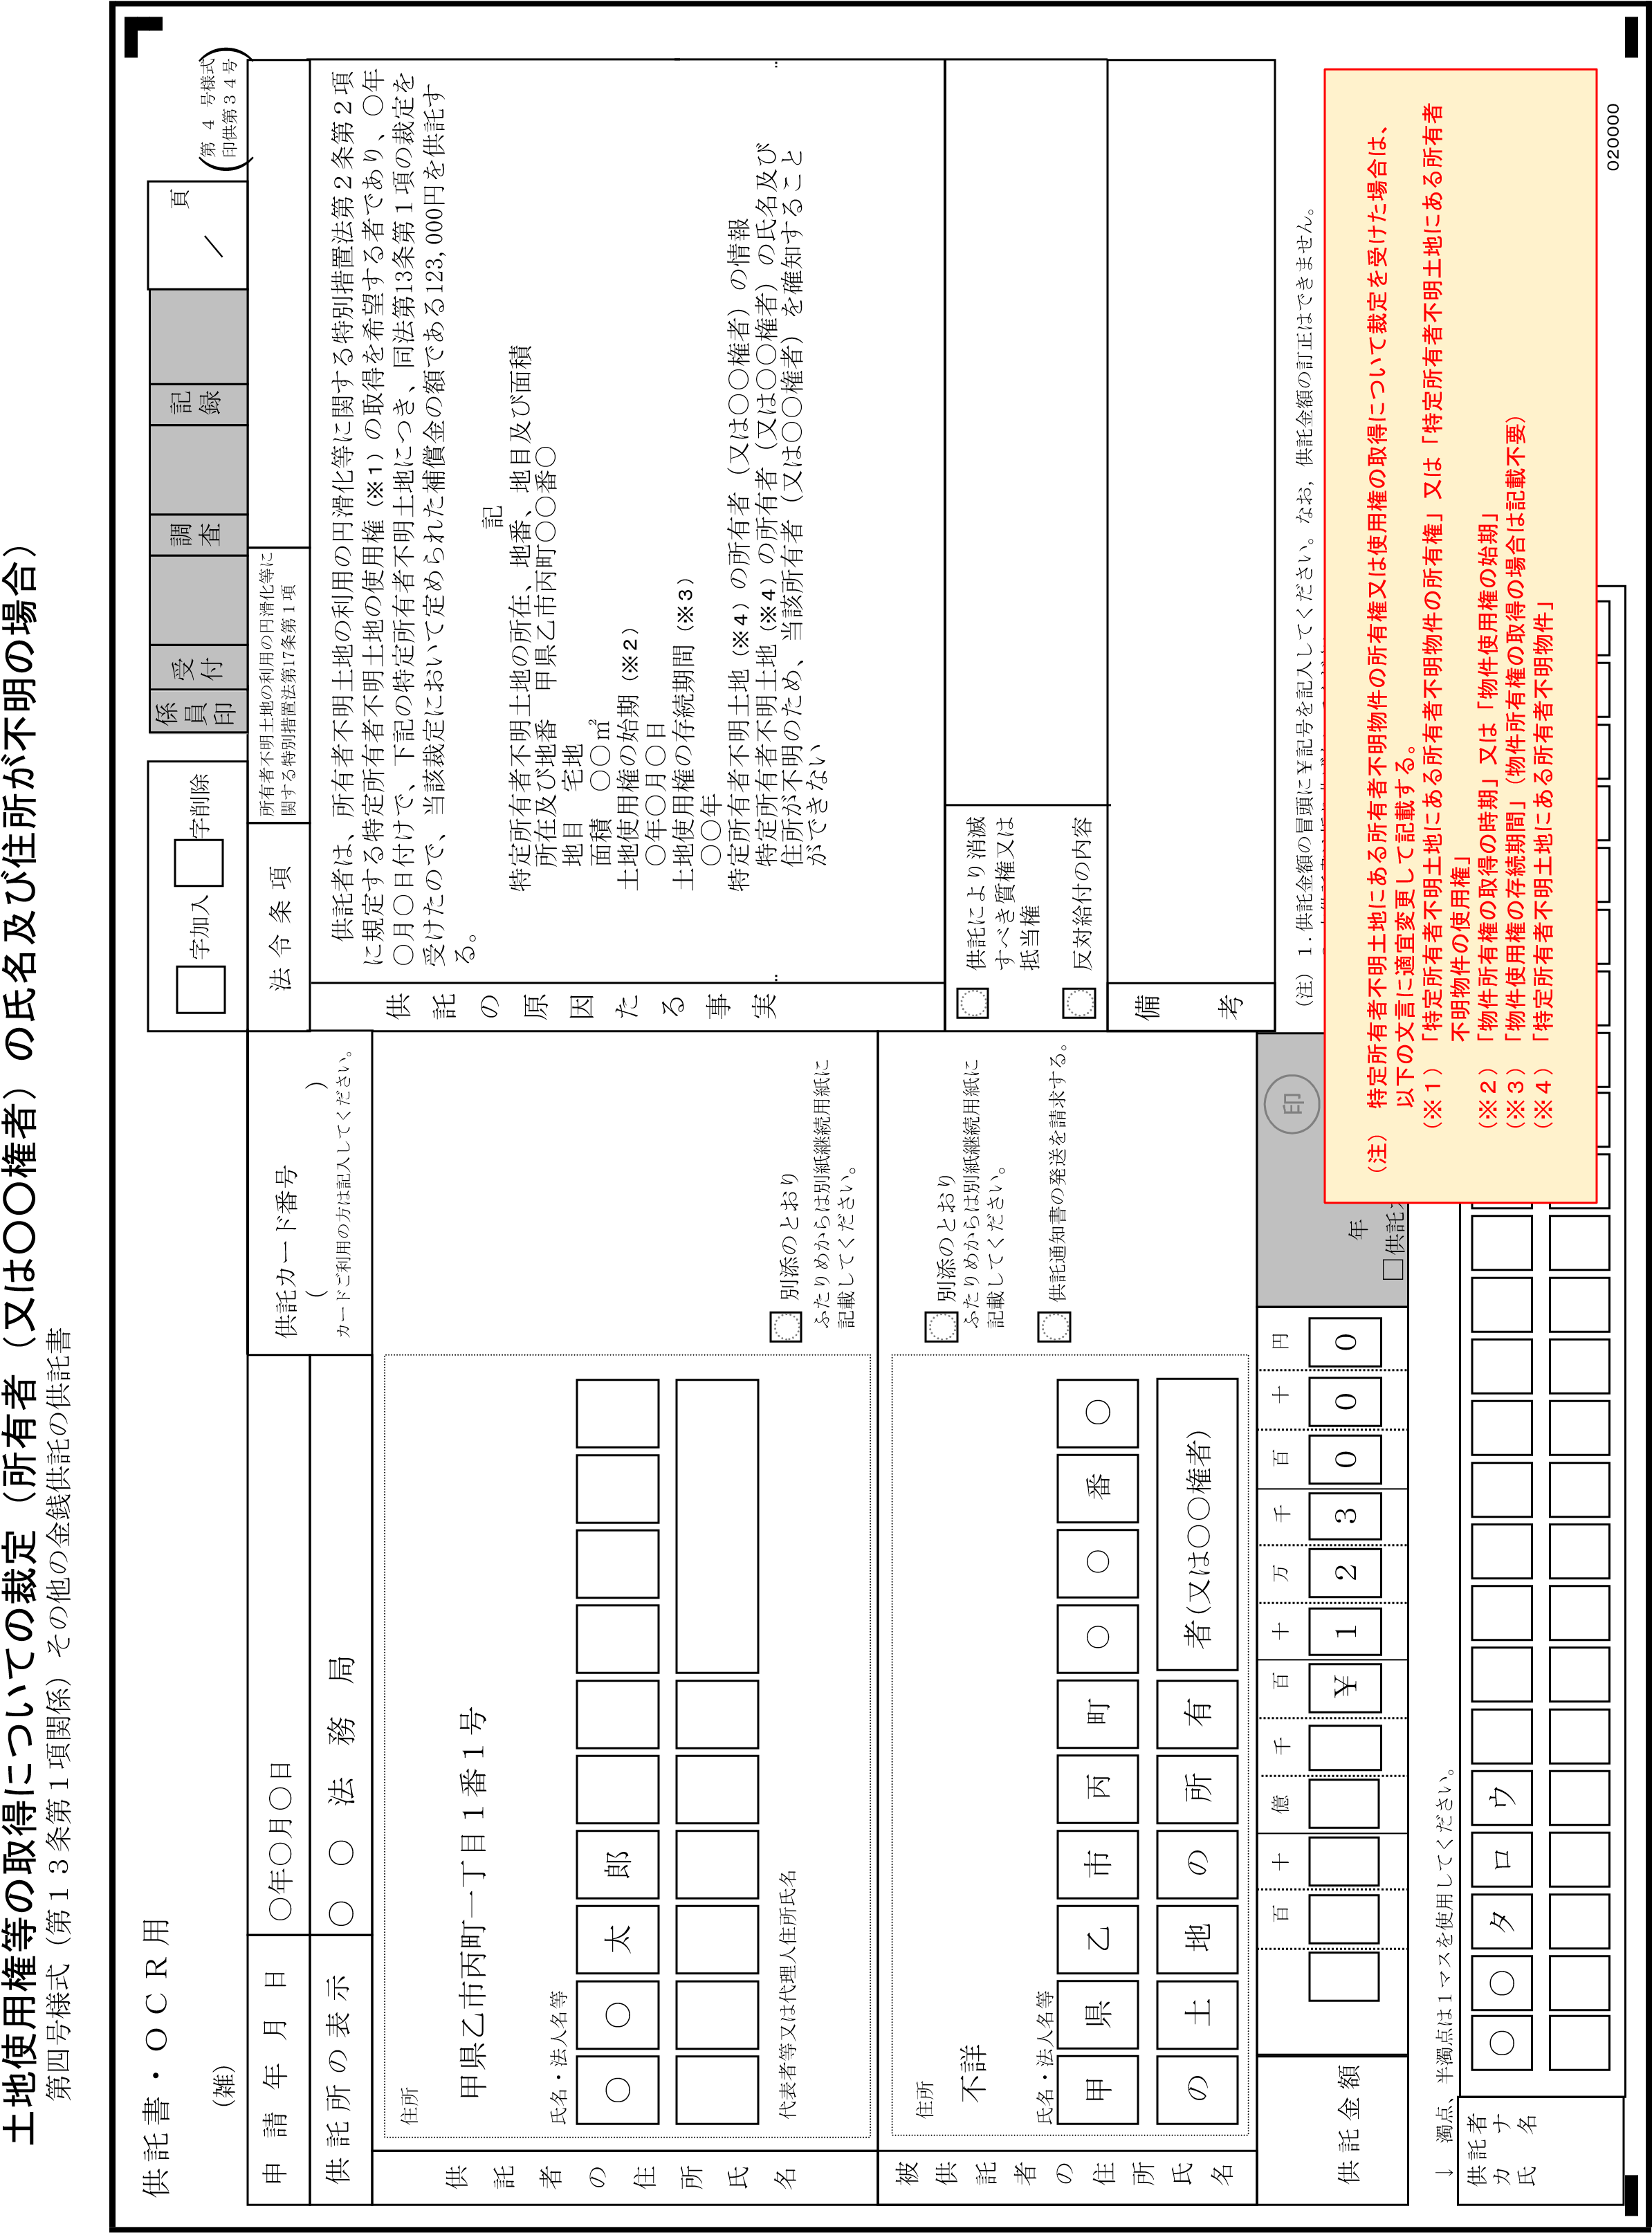 土地使用権等の取得についての裁定（所有者（又は〇〇権者）の氏名及び住所が不明の場合）
第四号様式（第１３条第１項関係）その他の金銭供託の供託書
供託書・ＯＣＲ用
（雑）
字加入
字削除
係員印
受付
調査
記録
頁
／
（第４号様式
印供第３４号）
申請年月日
〇年〇月〇日
供託所の表示
〇〇法務局
供託カード番号
（　　　）
カードご利用の方は記入してください。
法令条項
所有者不明土地の利用の円滑化等に
関する特別措置法第17条第１項
供託者の住所氏名
住所
甲県乙市丙町一丁目１番１号
氏名・法人名等
〇〇太郎
代表者等又は代理人住所氏名
別添のとおり
ふたりめからは別紙継続用紙に
記載してください。
被供託者の住所氏名
住所
不詳
氏名・法人名等
甲県乙市丙町〇〇番〇
の土地の所有者(又は〇〇権者)
別添のとおり
ふたりめからは別紙継続用紙に
記載してください。
供託通知書の発送を請求する。
供託の原因たる事実
供託者は、所有者不明土地の利用の円滑化等に関する特別措置法第２条第２項
に規定する特定所有者不明土地の使用権（※１）の取得を希望する者であり、〇年
〇月〇日付けで、下記の特定所有者不明土地につき、同法第13条第１項の裁定を
受けたので、当該裁定において定められた補償金の額である123,000円を供託す
る。
記
特定所有者不明土地の所在、地番、地目及び面積
所在及び地番　甲県乙市丙町〇〇番〇
地目　宅地
面積　〇〇㎡
土地使用権の始期（※２）
〇年〇月〇日
土地使用権の存続期間（※３）
〇〇年
特定所有者不明土地（※４）の所有者（又は〇〇権者）の情報
特定所有者不明土地（※４）の所有者（又は〇〇権者）の氏名及び
住所が不明のため、当該所有者（又は〇〇権者）を確知すること
ができない
供託により消滅
すべき質権又は
抵当権
反対給付の内容
備考
供託金額
百 十 億 千 百 十 万 千 百 十 円
￥１２３０００
印
年
□供託
（注）１.供託金額の冒頭に￥記号を記入してください。なお、供託金額の訂正はできません。
↓　濁点、半濁点は１マスを使用してください。
供託者カナ氏名
〇〇タロウ
（注）　特定所有者不明土地にある所有者不明物件の所有権又は使用権の取得について裁定を受けた場合は、
以下の文言に適宜変更して記載する。
（※１）「特定所有者不明土地にある所有者不明物件の所有権」又は「特定所有者不明土地にある所有者
不明物件の使用権」
（※２）「物件所有権の取得の時期」又は「物件使用権の始期」
（※３）「物件使用権の存続期間」（物件所有権の取得の場合は記載不要）
（※４）「特定所有者不明土地にある所有者不明物件」
020000